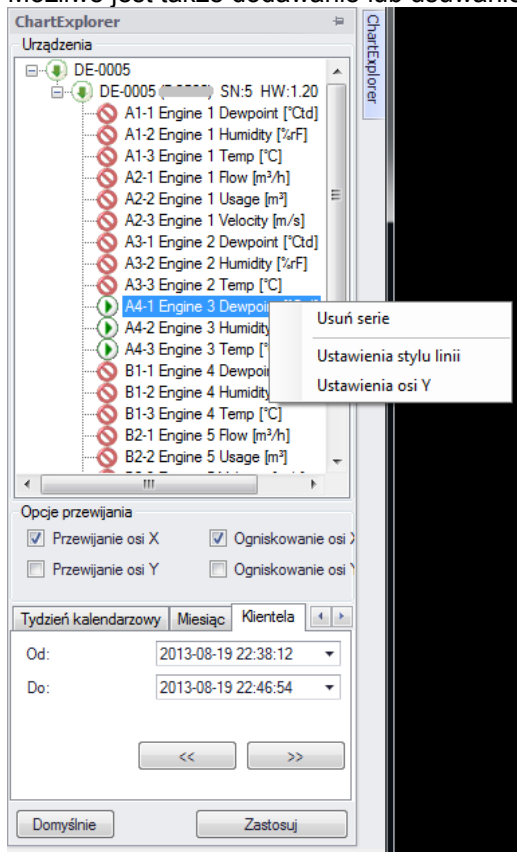 ChartExplorer
ChartExplorer
Urządzenia
DE-0005
DE-0005 SN:5 HW:1.20
A1-1 Engine 1 Dewpoint [°Ctd]
A1-2 Engine 1 Humidity [%rF]
A1-3 Engine 1 Temp [°C]
A2-1 Engine 1 Flow [m³/h]
A2-2 Engine 1 Usage [m³]
A2-3 Engine 1 Velocity [m/s]
A3-1 Engine 2 Dewpoint [°Ctd]
A3-2 Engine 2 Humidity [%rF]
A3-3 Engine 2 Temp [°C]
A4-1 Engine 3 Dewpoi
A4-2 Engine 3 Humidity
A4-3 Engine 3 Temp [°
B1-1 Engine 4 Dewpoi
B1-2 Engine 4 Humidit
B1-3 Engine 4 Temp [°C]
B2-1 Engine 5 Flow [m³/h]
B2-2 Engine 5 Usage [m³]
Usuń serie
Ustawienia stylu linii
Ustawienia osi Y
Opcje przewijania
Przewijanie osi X
Ogniskowanie osi X
Przewijanie osi Y
Ogniskowanie osi Y
Tydzień kalendarzowy
Miesiąc
Klientela
Od:
2013-08-19 22:38:12
Do:
2013-08-19 22:46:54
<<
>>
Domyślnie
Zastosuj